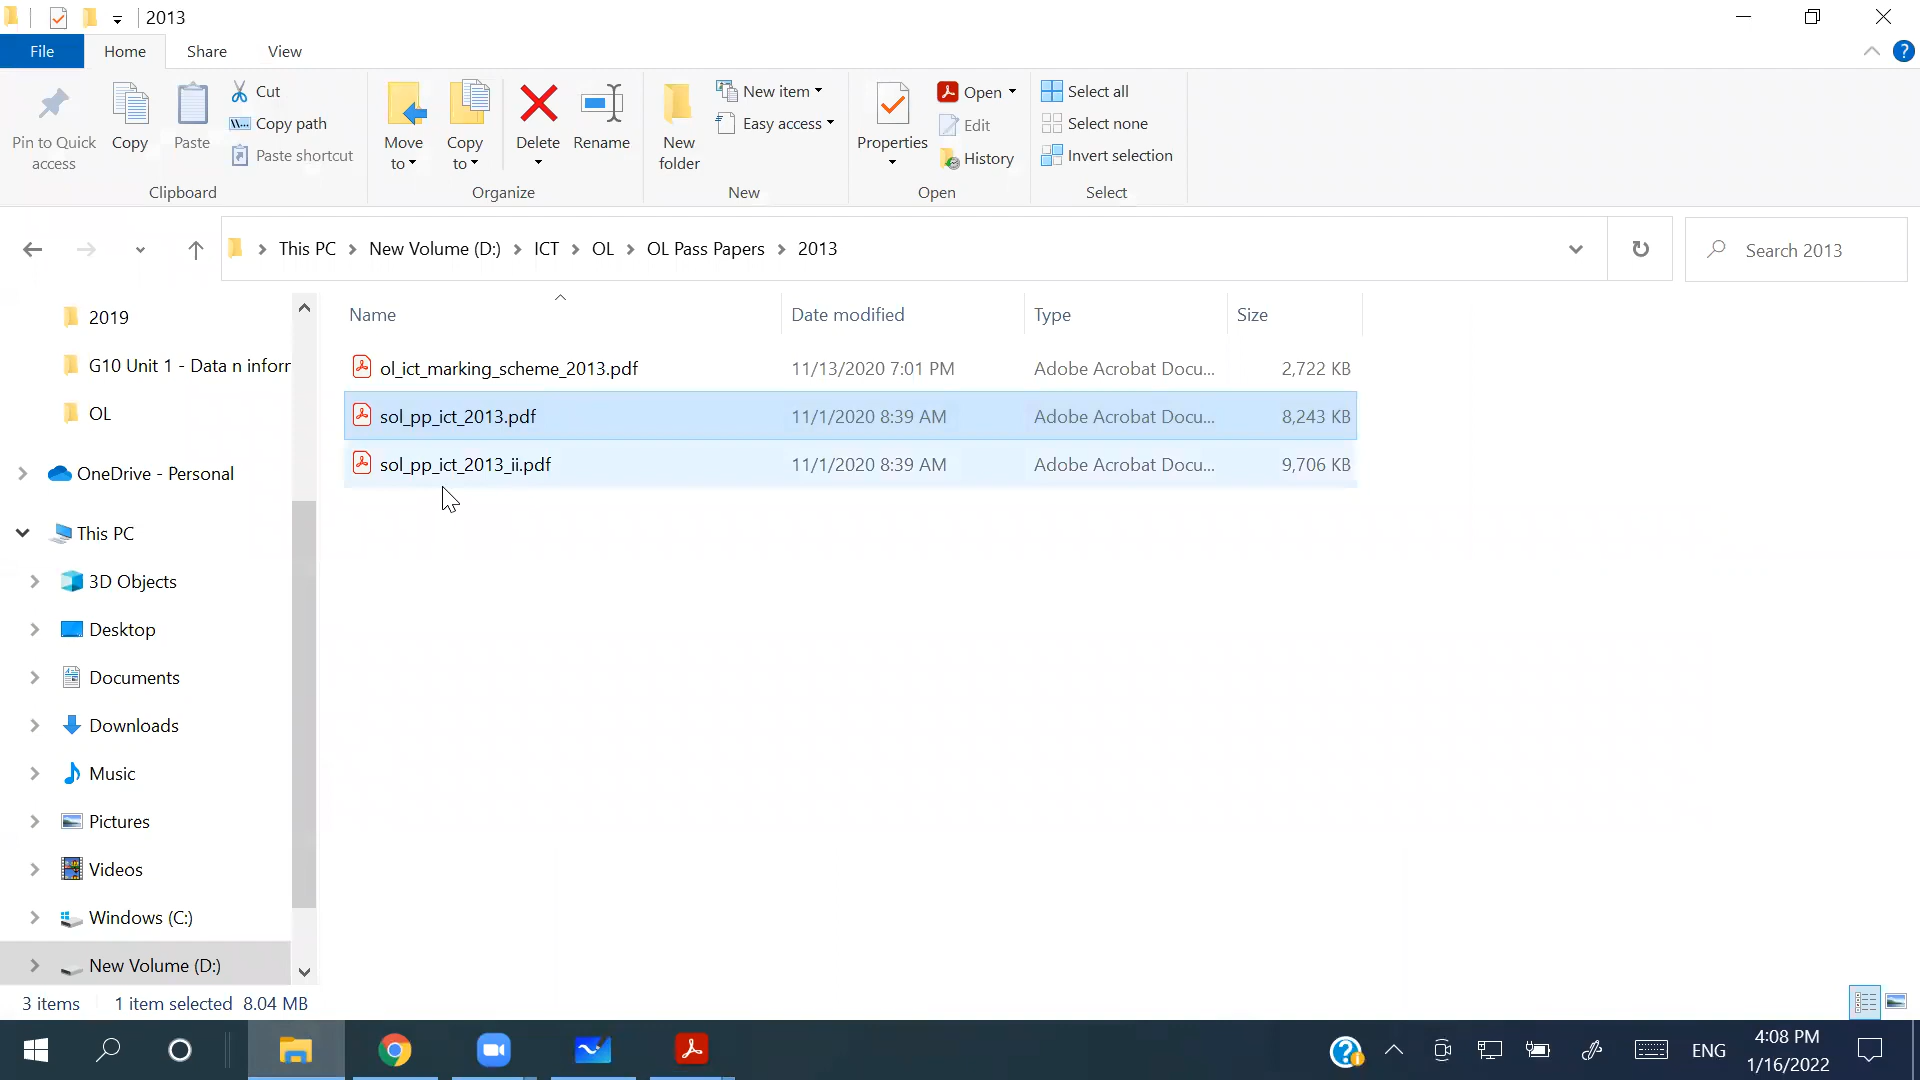 2013
File Home Share View
Pin to Quick access
Copy
Paste
Cut
Copy path
Paste shortcut
Clipboard
Move to
Copy to
Delete
Rename
Organize
New folder
New item
Easy access
New
Properties
Open
Edit
History
Open
Select all
Select none
Invert selection
Select
This PC New Volume (D:) ICT OL OL Pass Papers 2013
Search 2013
2019
G10 Unit 1 - Data n infor
OL
OneDrive - Personal
This PC
3D Objects
Desktop
Documents
Downloads
Music
Pictures
Videos
Windows (C:)
New Volume (D:)
Name Date modified Type Size
ol_ict_marking_scheme_2013.pdf 11/13/2020 7:01 PM Adobe Acrobat Docu... 2,722 KB
sol_pp_ict_2013.pdf 11/1/2020 8:39 AM Adobe Acrobat Docu... 8,243 KB
sol_pp_ict_2013_ii.pdf 11/1/2020 8:39 AM Adobe Acrobat Docu... 9,706 KB
3 items 1 item selected 8.04 MB
ENG
4:08 PM
1/16/2022